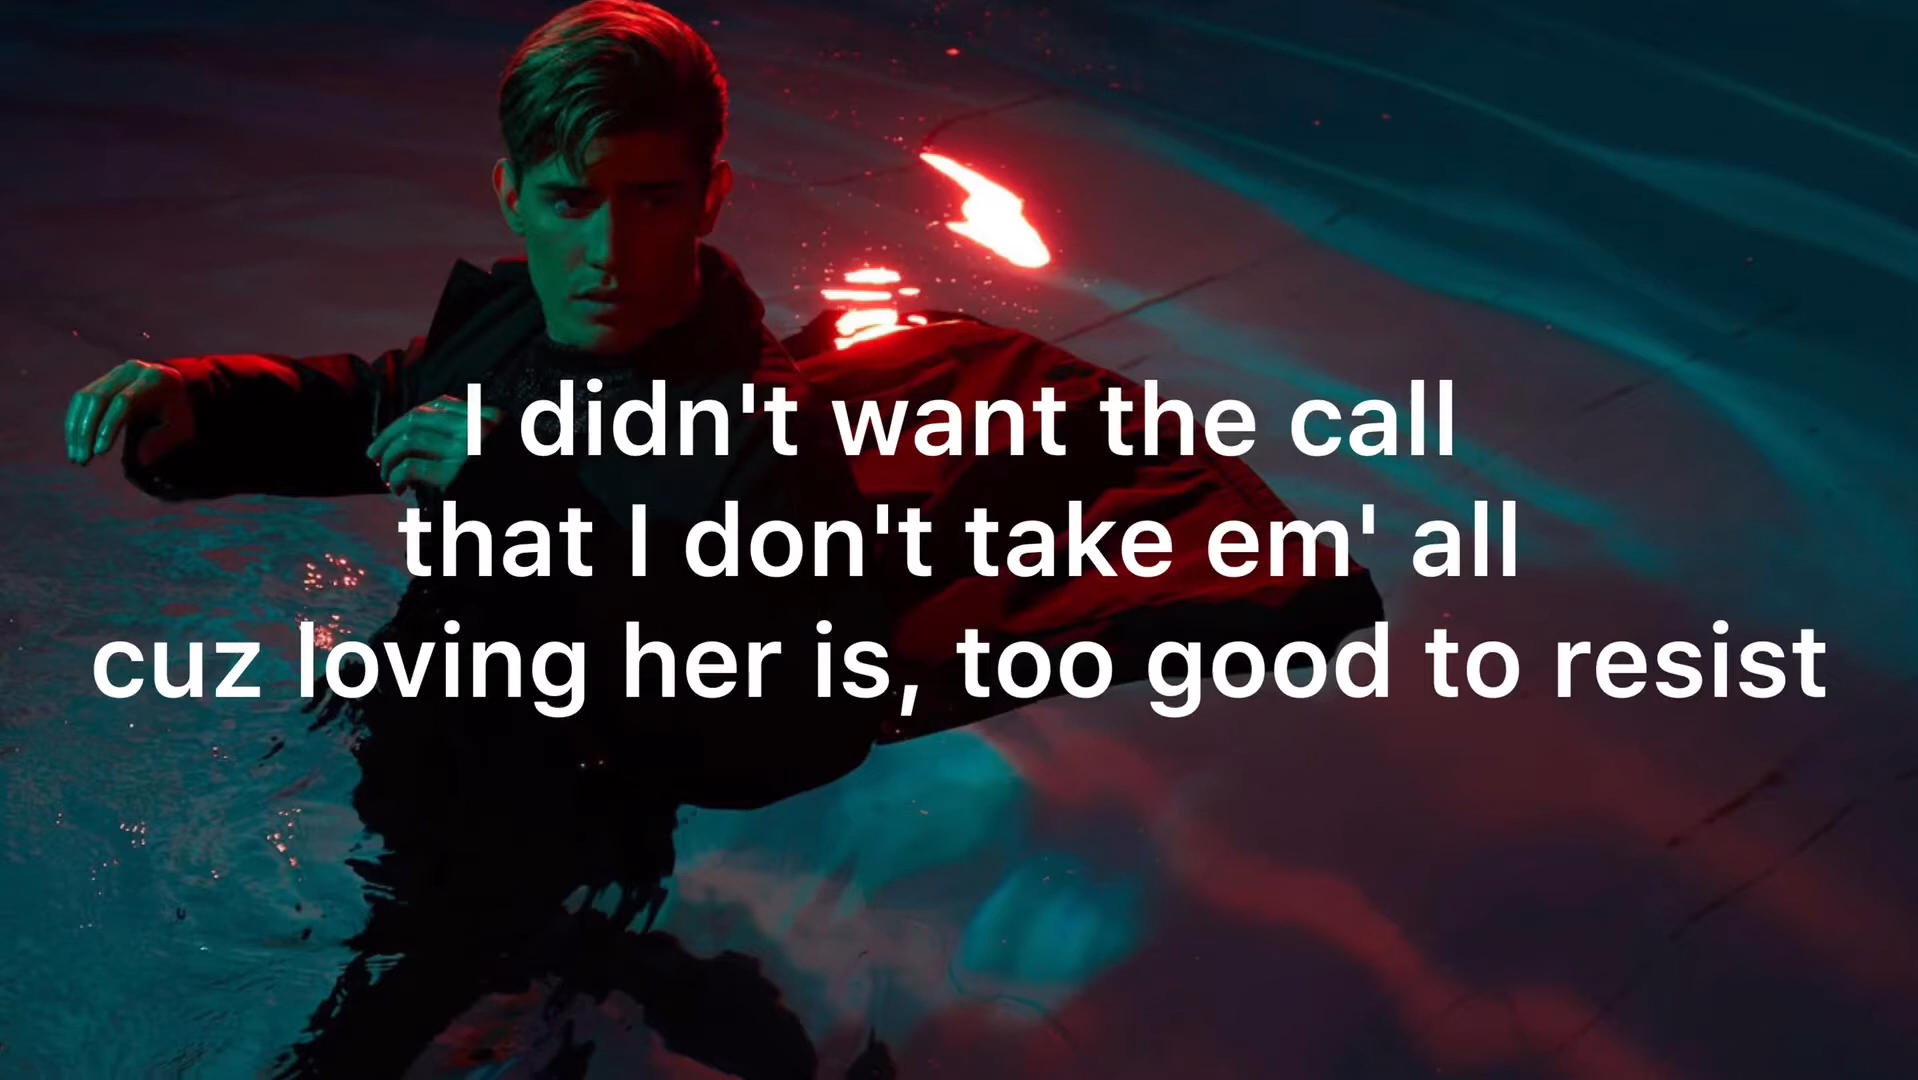 I didn't want the call
that I don't take em' all
cuz loving her is, too good to resist